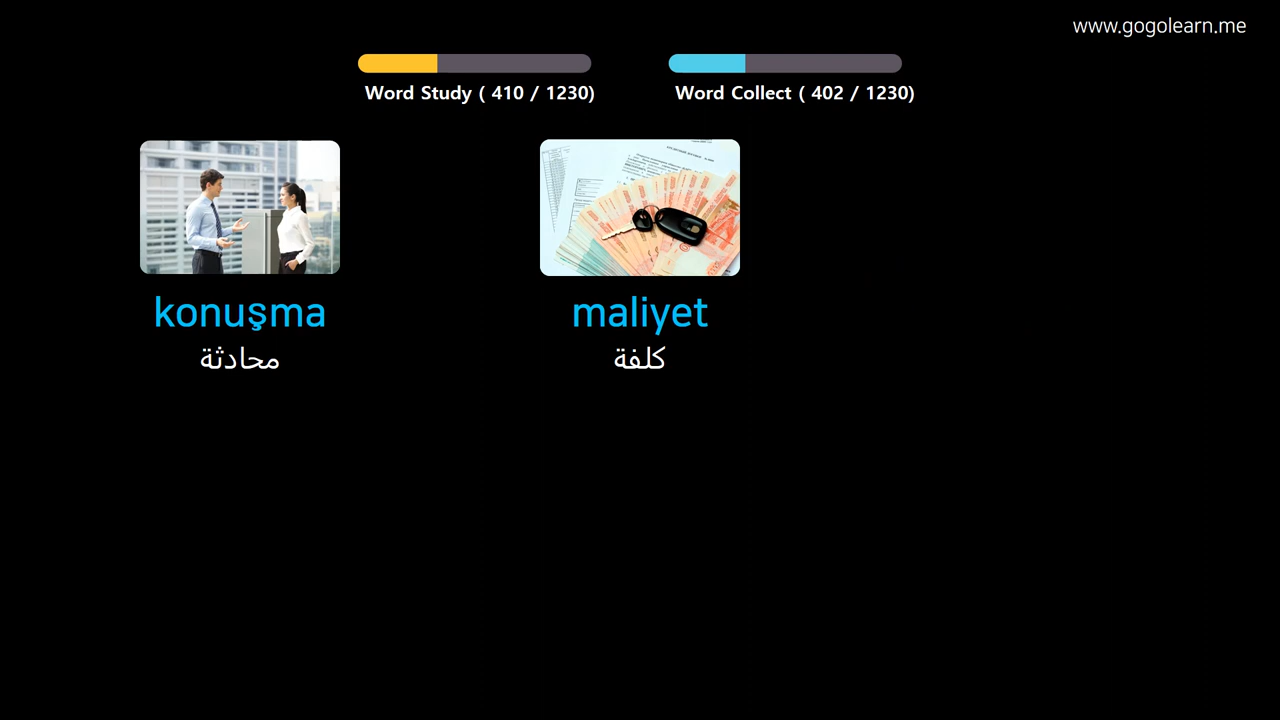 www.gogolearn.me
Word Study ( 410 / 1230)
Word Collect ( 402 / 1230)
konuşma
محادثة
maliyet
كلفة